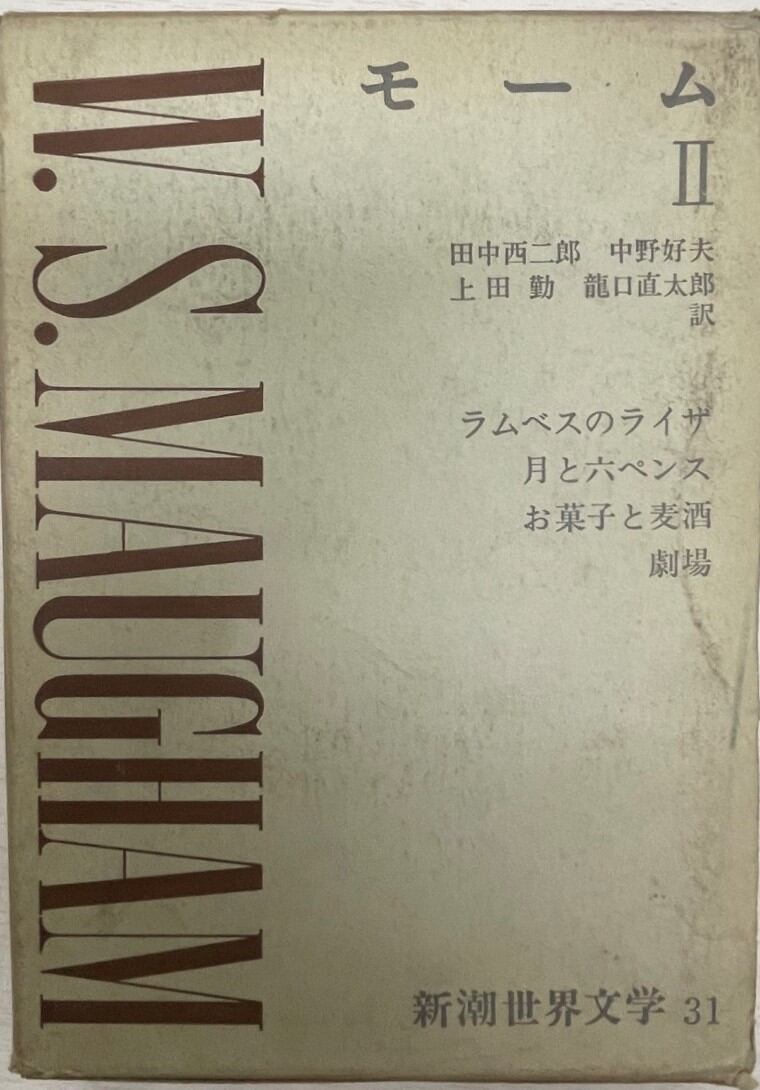 W. S. MAUGHAM
モーム
II
田中西二郎 中野好夫
上田勤 龍口直太郎
訳
ラムベスのライザ
月と六ペンス
お菓子と麦酒
劇場
新潮世界文学 31